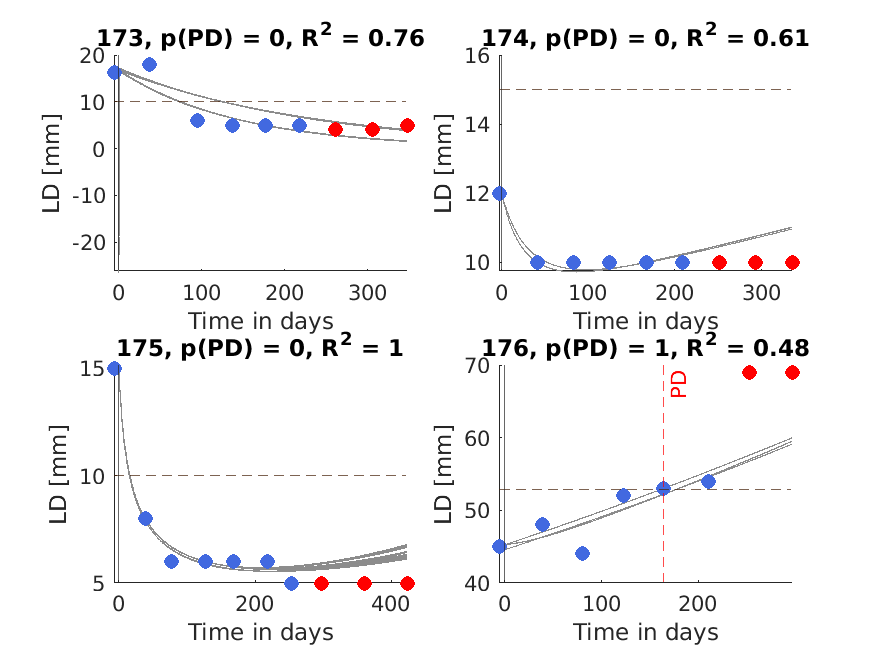 173, p(PD) = 0, R² = 0.76
20
10
0
-10
-20
LD [mm]
0 100 200 300
Time in days
174, p(PD) = 0, R² = 0.61
16
14
12
10
LD [mm]
0 100 200 300
Time in days
175, p(PD) = 0, R² = 1
15
10
5
LD [mm]
0 200 400
Time in days
176, p(PD) = 1, R² = 0.48
70
60
50
40
LD [mm]
PD
0 100 200
Time in days